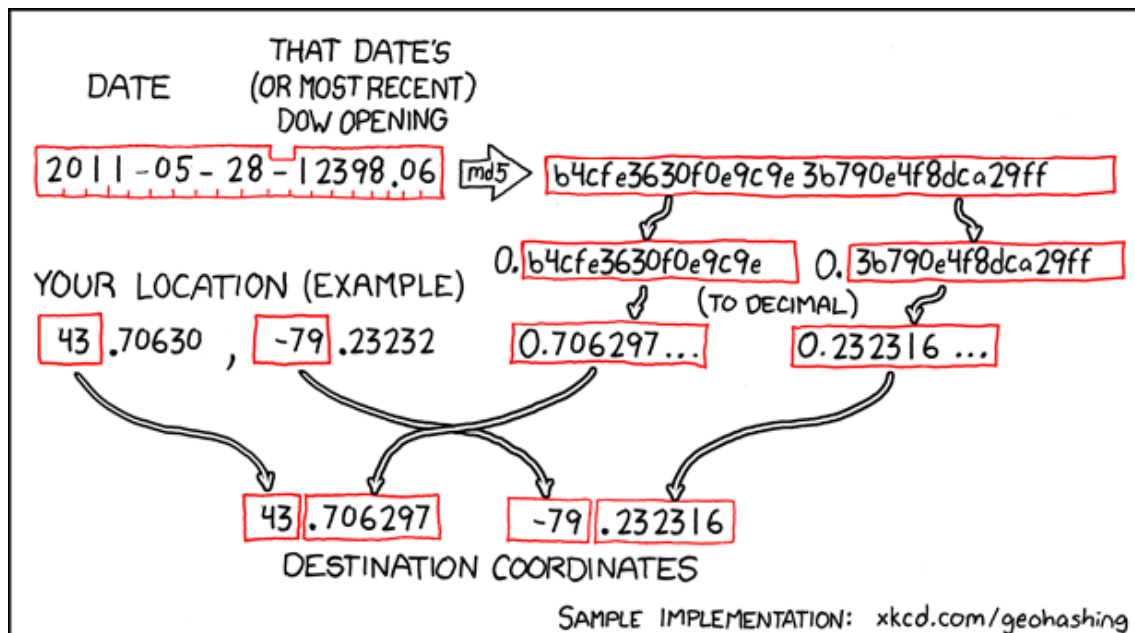 DATE
THAT DATE'S
(OR MOST RECENT)
DOW OPENING
2011-05-28-12398.06
md5
b4cfe3630f0e9c9e3b790e4f8dca29ff
0.b4cfe3630f0e9c9e
0.3b790e4f8dca29ff
YOUR LOCATION (EXAMPLE)
(TO DECIMAL)
43.70630, -79.23232
0.706297...
0.232316...
43.706297
-79.232316
DESTINATION COORDINATES
SAMPLE IMPLEMENTATION: xkcd.com/geohashing